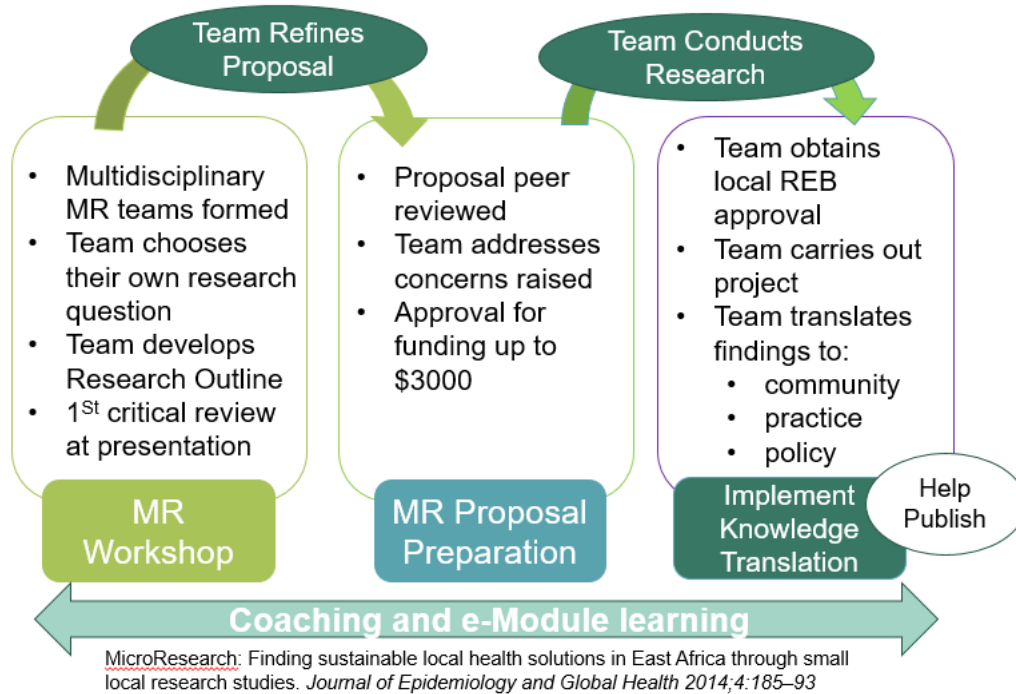 Team Refines
Proposal
Team Conducts
Research
• Multidisciplinary
MR teams formed
• Team chooses
their own research
question
• Team develops
Research Outline
• 1St critical review
at presentation
MR
Workshop
• Proposal peer
reviewed
• Team addresses
concerns raised
• Approval for
funding up to
$3000
MR Proposal
Preparation
• Team obtains
local REB
approval
• Team carries out
project
• Team translates
findings to:
• community
• practice
• policy
Implement
Knowledge
Translation
Help
Publish
Coaching and e-Module learning
MicroResearch: Finding sustainable local health solutions in East Africa through small
local research studies. Journal of Epidemiology and Global Health 2014;4:185–93